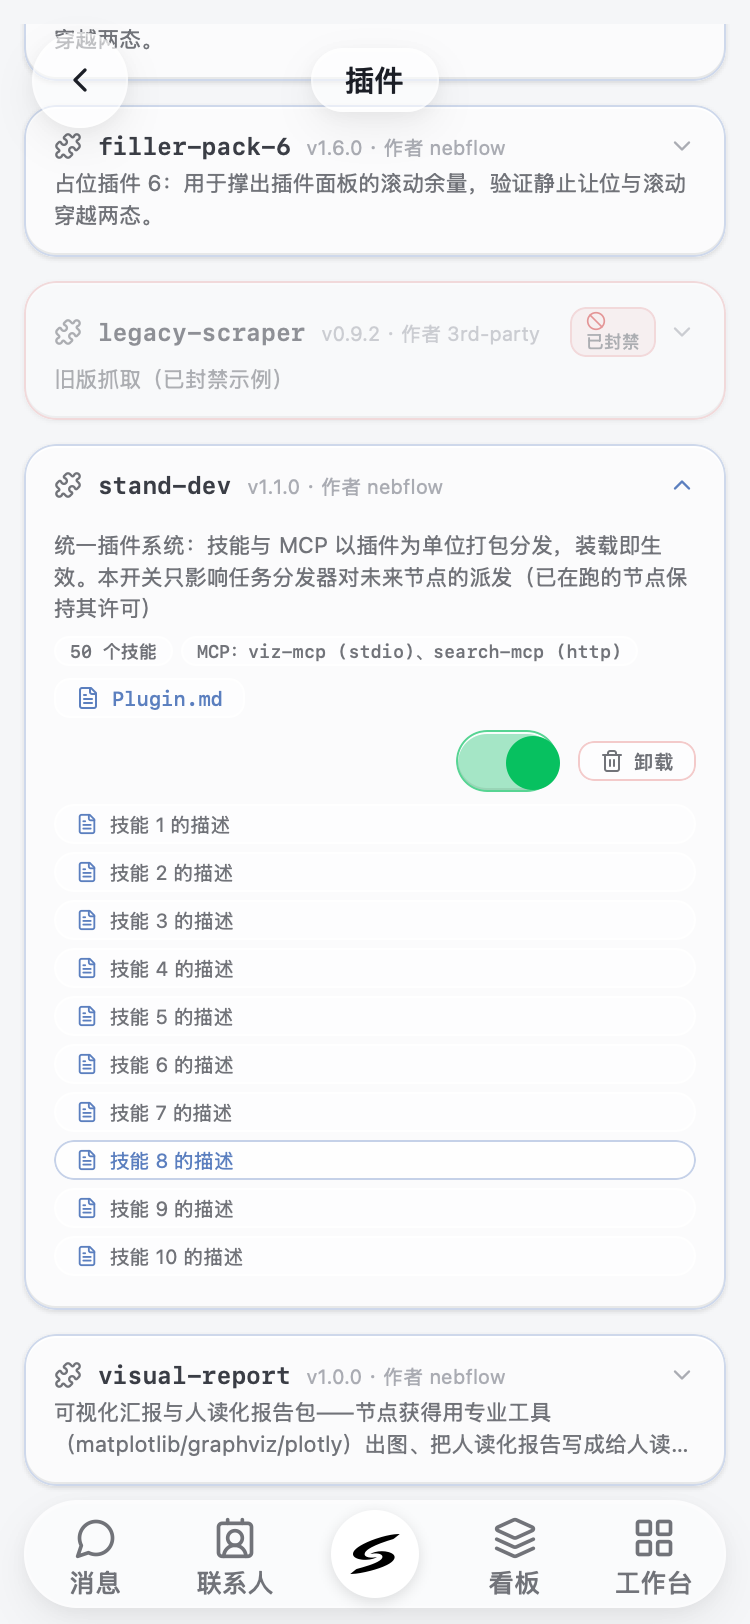 穿越两态。
插件
filler-pack-6 v1.6.0 · 作者 nebflow
占位插件 6：用于撑出插件面板的滚动余量，验证静止让位与滚动
穿越两态。
legacy-scraper v0.9.2 · 作者 3rd-party
已封禁
旧版抓取（已封禁示例）
stand-dev v1.1.0 · 作者 nebflow
统一插件系统：技能与 MCP 以插件为单位打包分发，装载即生
效。本开关只影响任务分发器对未来节点的派发（已在跑的节点保
持其许可）
50 个技能 MCP: viz-mcp (stdio)、search-mcp (http)
Plugin.md
卸载
技能 1 的描述
技能 2 的描述
技能 3 的描述
技能 4 的描述
技能 5 的描述
技能 6 的描述
技能 7 的描述
技能 8 的描述
技能 9 的描述
技能 10 的描述
visual-report v1.0.0 · 作者 nebflow
可视化汇报与人读化报告包——节点获得用专业工具
（matplotlib/graphviz/plotly）出图、把人读化报告写成给人读...
消息 联系人 看板 工作台